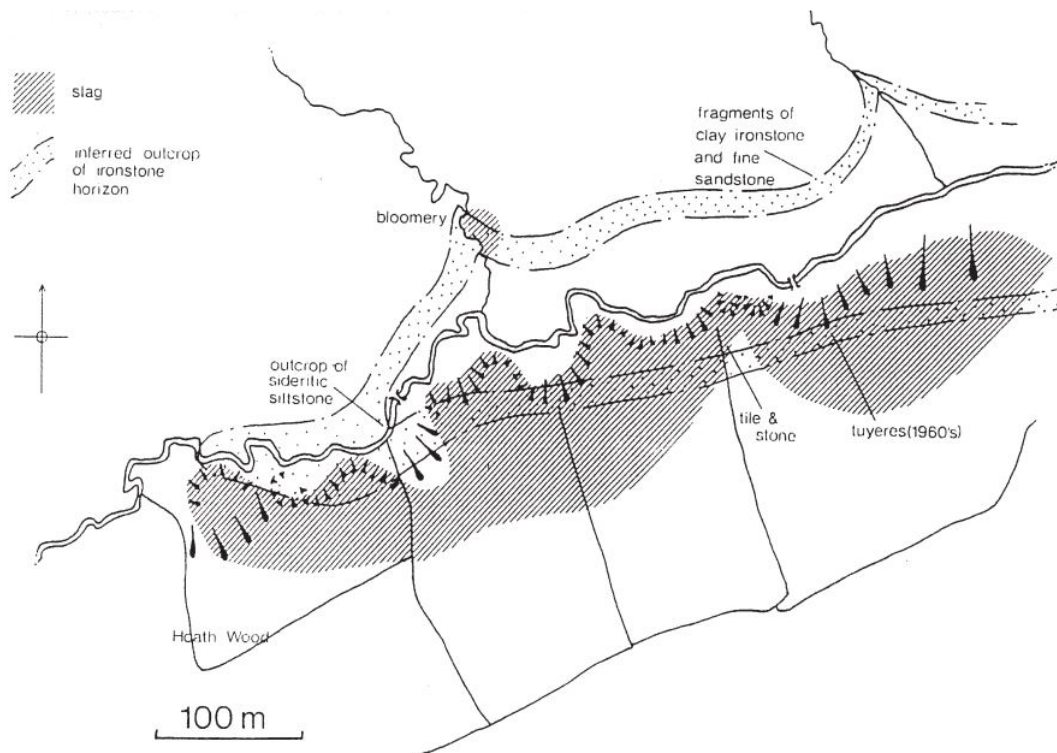 slag
inferred outcrop
of ironstone
horizon
fragments of
clay ironstone
and fine
sandstone
bloomery
outcrop of
sideritic
siltstone
tile &
stone
tuyeres(1960's)
Hoath Wood
100 m